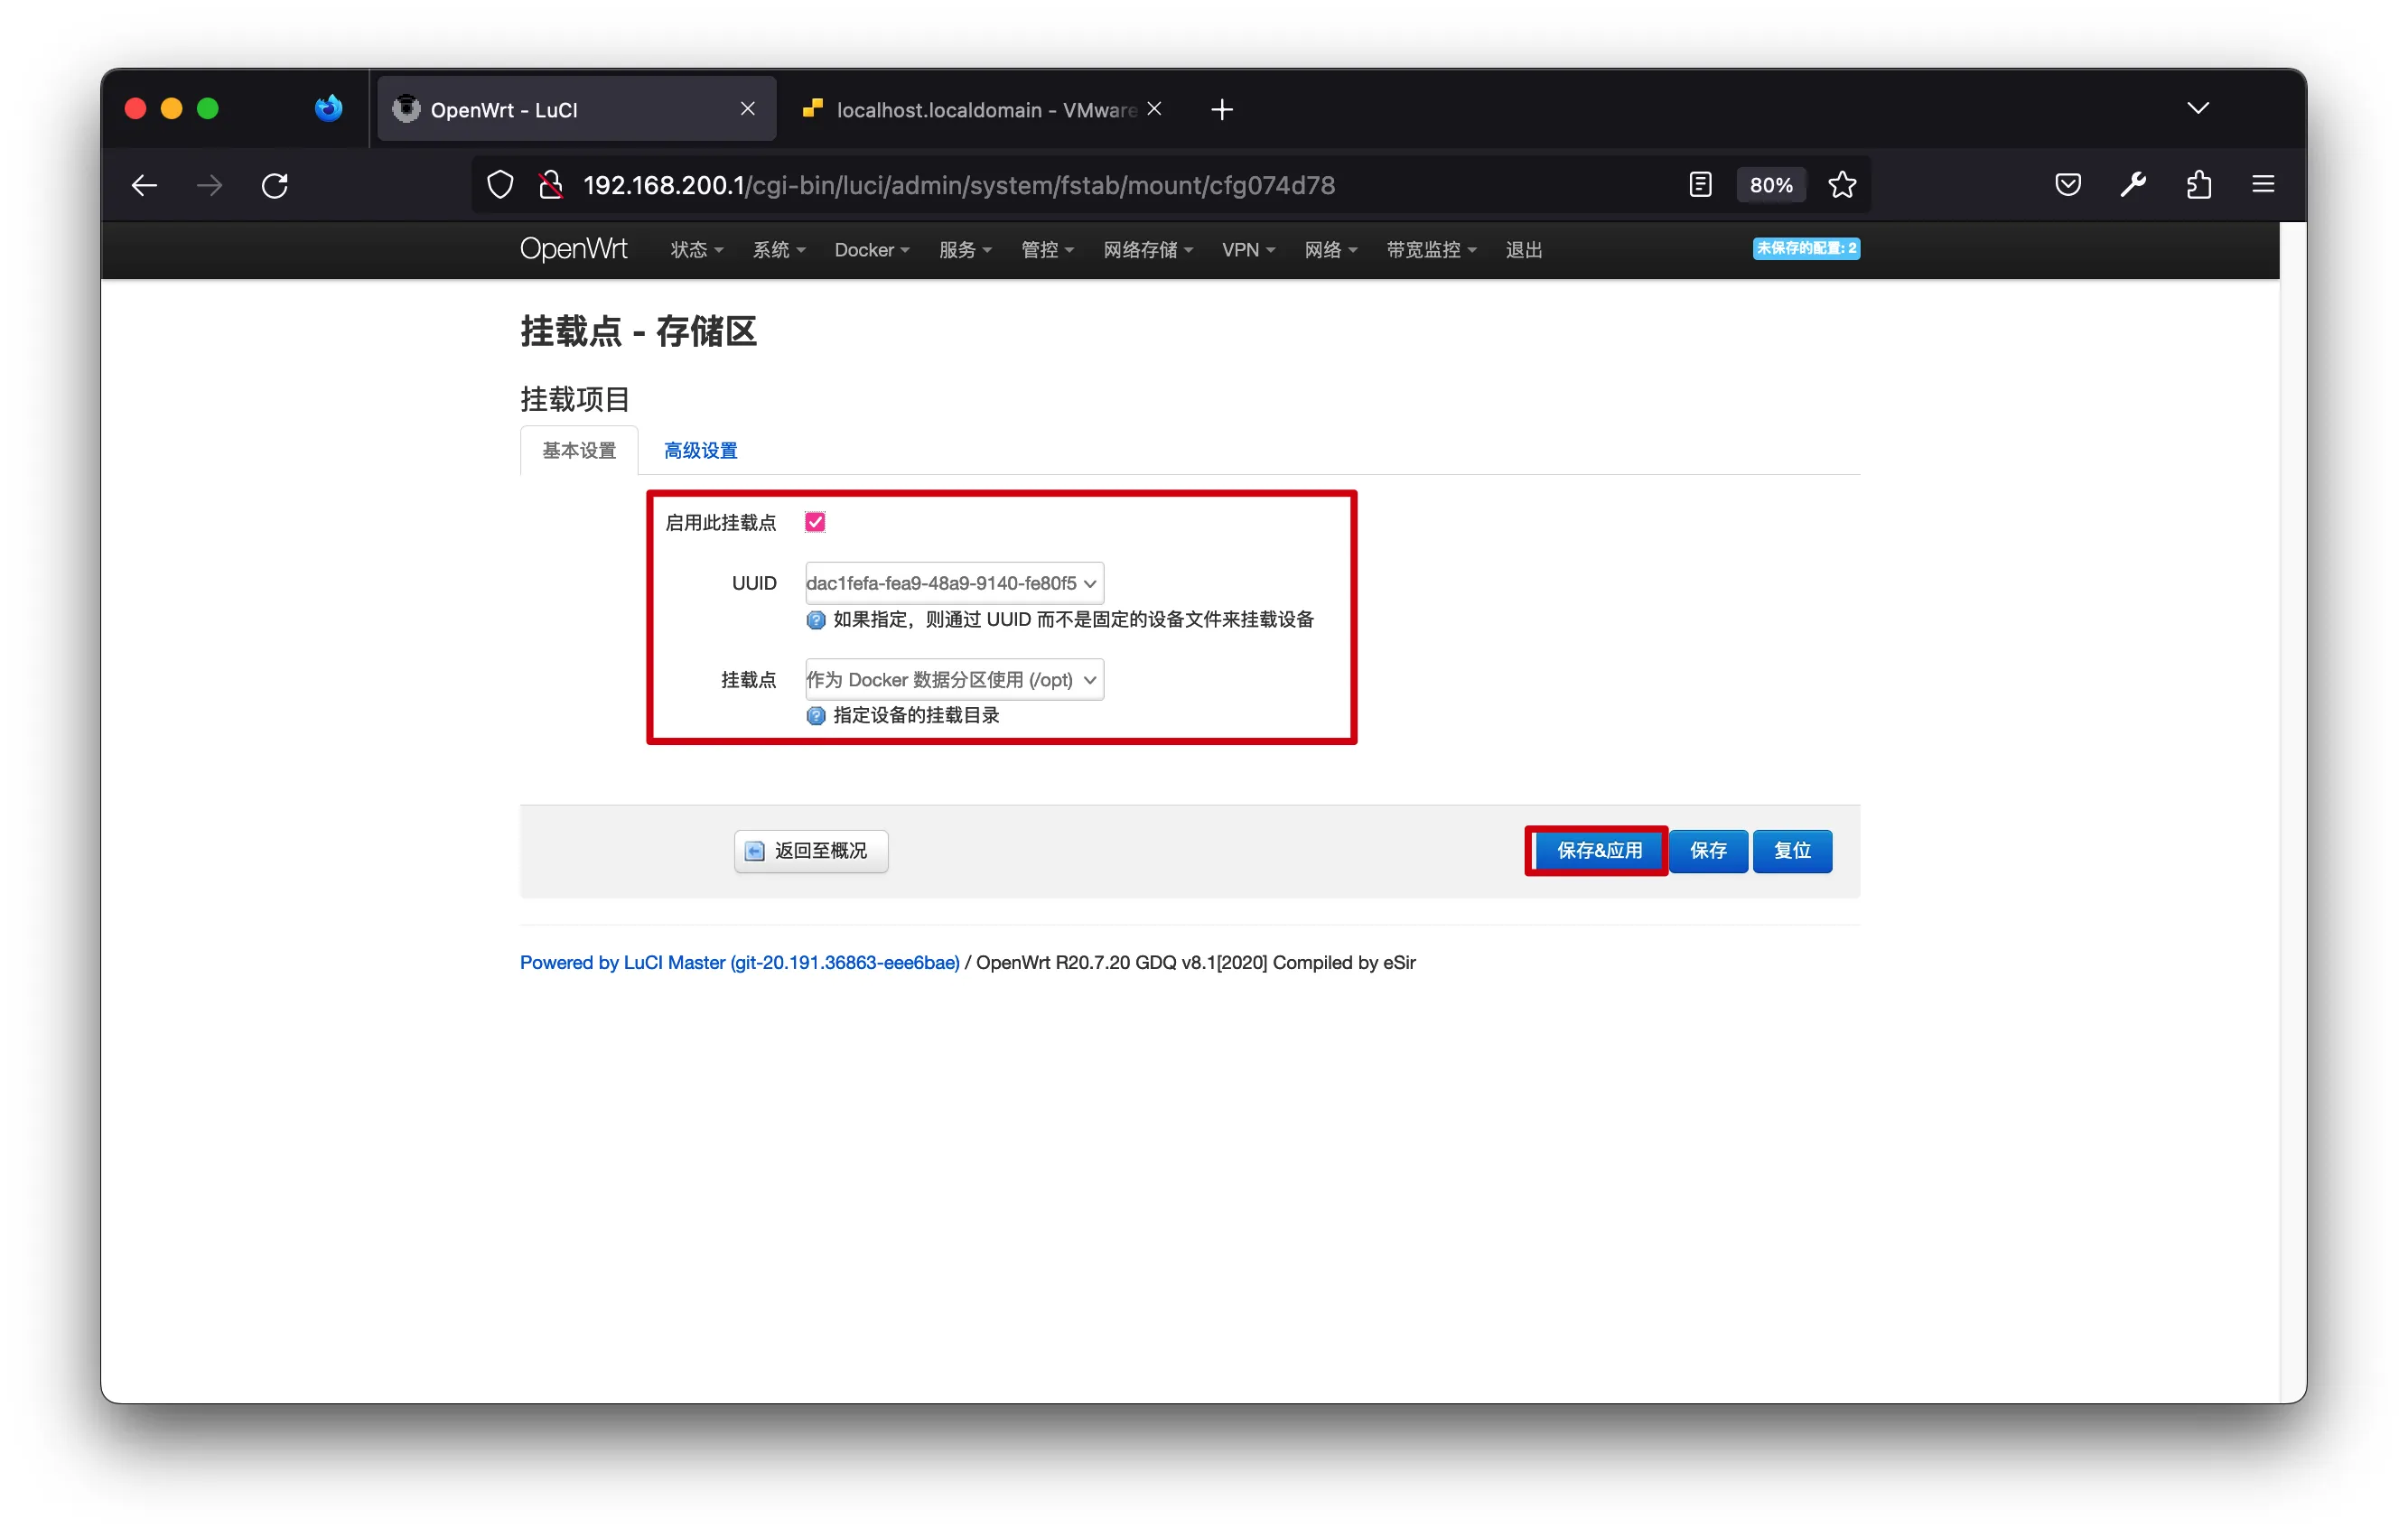 OpenWrt - LuCI
localhost.localdomain - VMware
192.168.200.1/cgi-bin/luci/admin/system/fstab/mount/cfg074d78
80%
OpenWrt 状态 系统 Docker 服务 管控 网络存储 VPN 网络 带宽监控 退出 未保存的配置: 2
挂载点 - 存储区
挂载项目
基本设置 高级设置
启用此挂载点
UUID dac1fefa-fea9-48a9-9140-fe80f5
如果指定，则通过 UUID 而不是固定的设备文件来挂载设备
挂载点 作为 Docker 数据分区使用 (/opt)
指定设备的挂载目录
返回至概况 保存&应用 保存 复位
Powered by LuCI Master (git-20.191.36863-eee6bae) / OpenWrt R20.7.20 GDQ v8.1[2020] Compiled by eSir